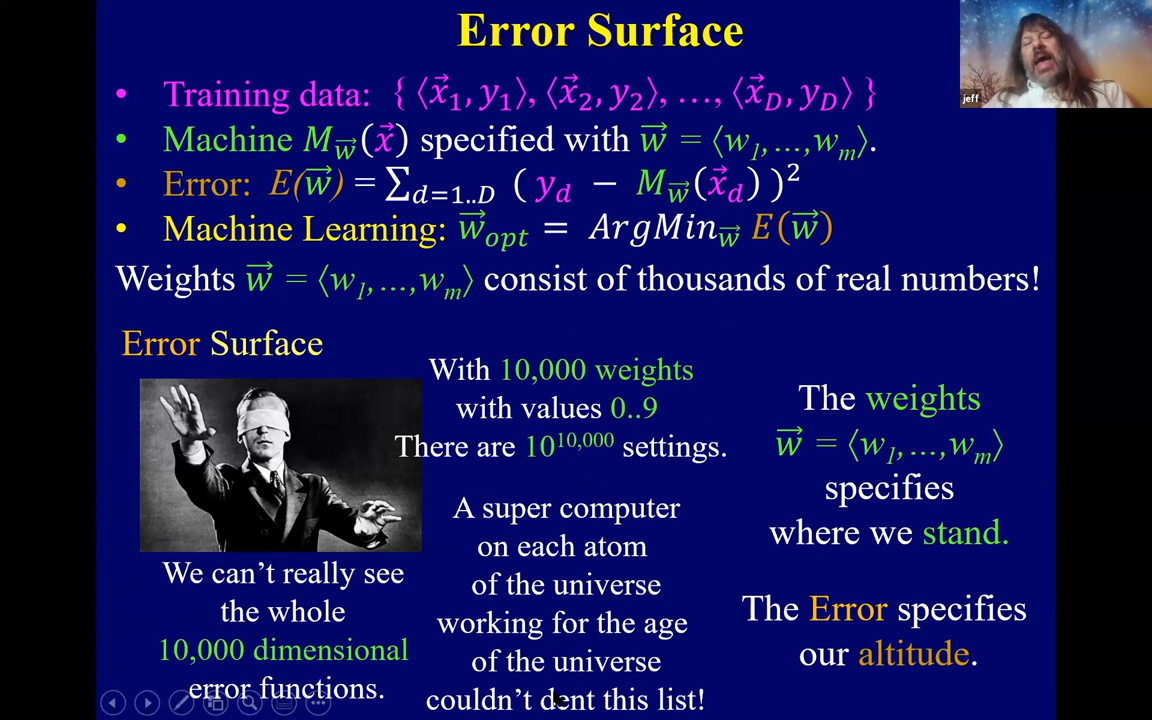 Error Surface
jeff
• Training data: { ⟨x⃗₁, y₁⟩, ⟨x⃗₂, y₂⟩, …, ⟨x⃗_D, y_D⟩ }
• Machine M_w⃗(x⃗) specified with w⃗ = ⟨w₁,…,wₘ⟩.
• Error: E(w⃗) = ∑_d=1..D ( y_d − M_w⃗(x⃗_d) )²
• Machine Learning: w⃗_opt = ArgMin_w⃗ E(w⃗)
Weights w⃗ = ⟨w₁,…,wₘ⟩ consist of thousands of real numbers!
Error Surface
We can't really see
the whole
10,000 dimensional
error functions.
With 10,000 weights
with values 0..9
There are 10^10,000 settings.
A super computer
on each atom
of the universe
working for the age
of the universe
couldn't dent this list!
The weights
w⃗ = ⟨w₁,…,wₘ⟩
specifies
where we stand.
The Error specifies
our altitude.